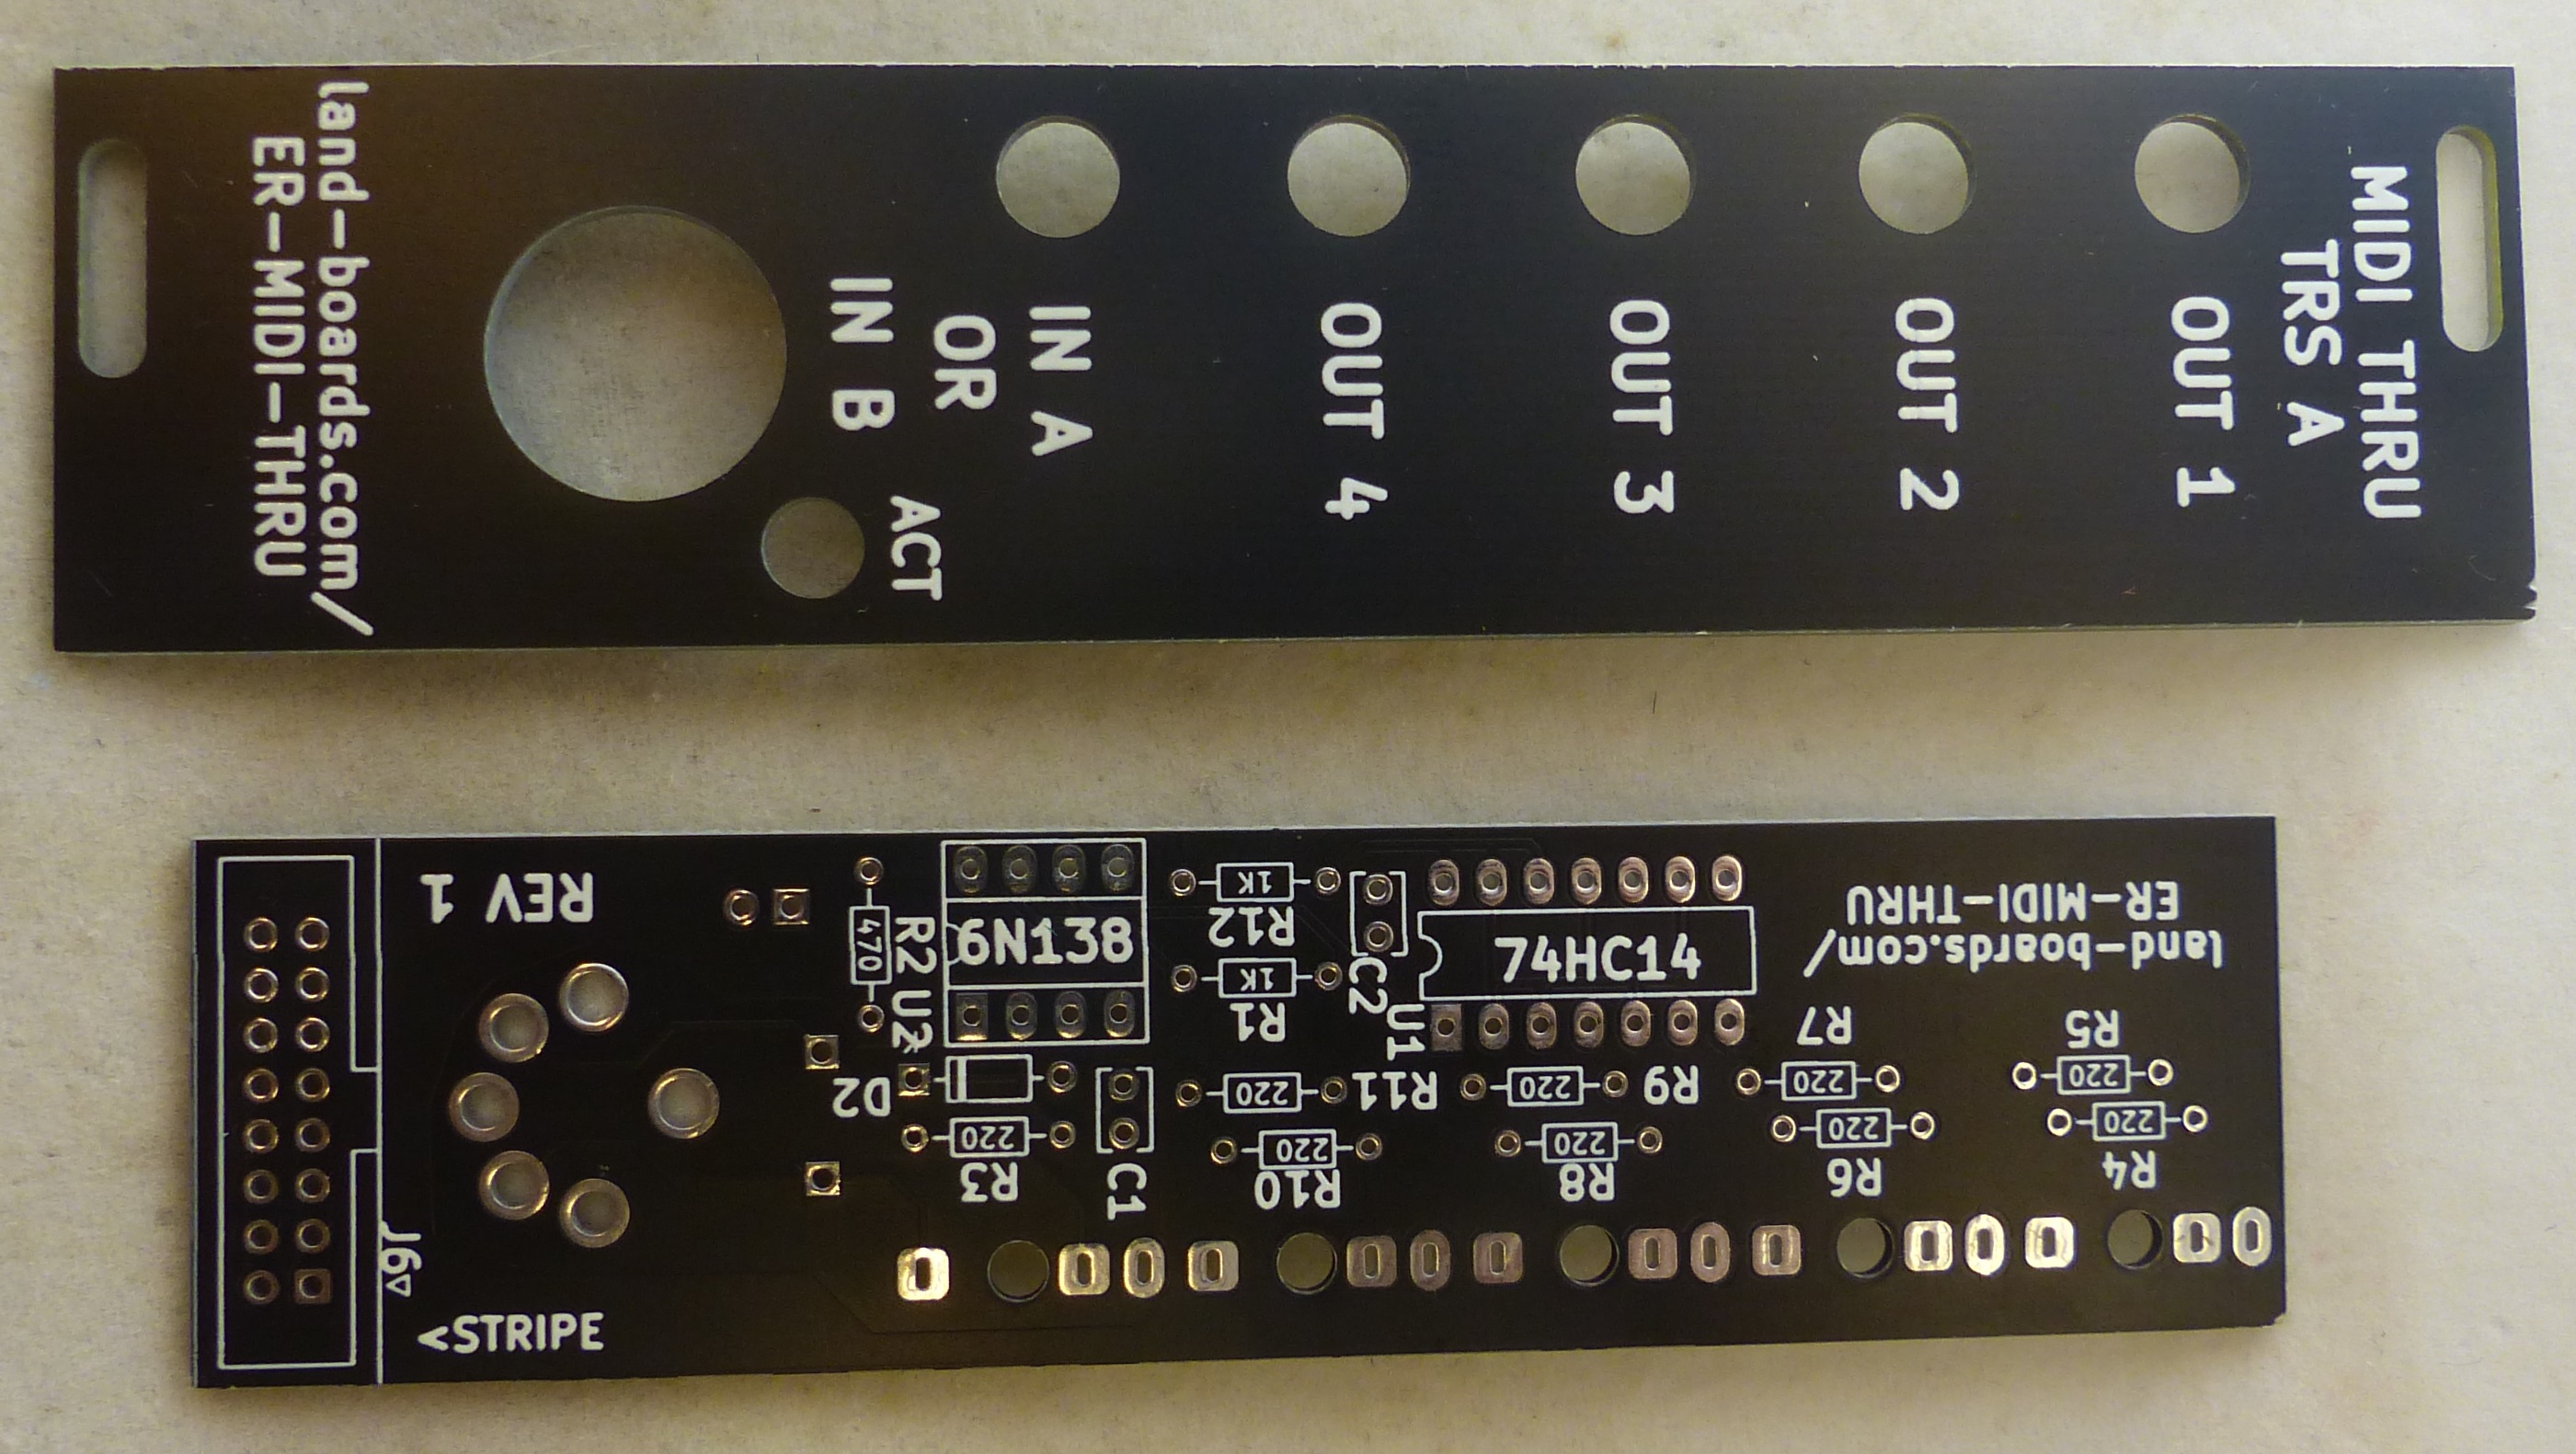 MIDI THRU
TRS A
OUT 1
OUT 2
OUT 3
OUT 4
IN A
OR
IN B
ACT
land-boards.com/
ER-MIDI-THRU
REV 1
470
R2
U2
6N138
1K
R12
1K
R1
C2
74HC14
U1
land-boards.com/
ER-MIDI-THRU
D2
220
R3
C1
220
R11
220
R10
220
R9
220
R8
R7
220
220
R6
R5
220
220
R4
J6
<STRIPE